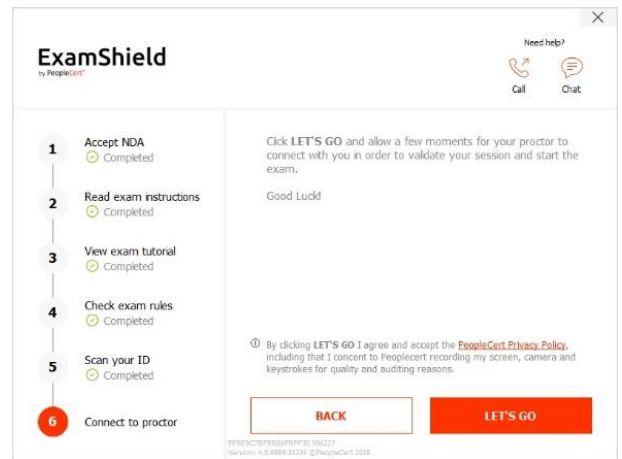 ExamShield
by PeopleCert
Need help?
Call
Chat
1
Accept NDA
Completed
2
Read exam instructions
Completed
3
View exam tutorial
Completed
4
Check exam rules
Completed
5
Scan your ID
Completed
6
Connect to proctor
Click LET'S GO and allow a few moments for your proctor to
connect with you in order to validate your session and start the
exam.
Good Luck!
By clicking LET'S GO I agree and accept the PeopleCert Privacy Policy,
including that I consent to Peoplecert recording my screen, camera and
keystrokes for quality and auditing reasons.
BACK
LET'S GO
©PeopleCert 2018